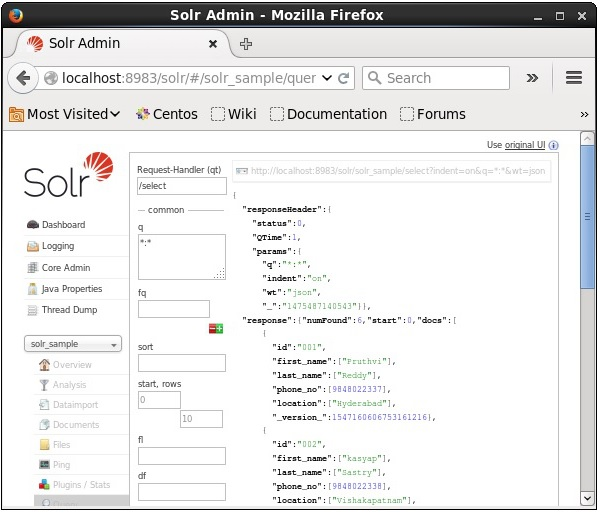 Solr Admin - Mozilla Firefox
Solr Admin
localhost:8983/solr/#/solr_sample/quer
Search
Most Visited
Centos
Wiki
Documentation
Forums
Use original UI
Solr
Dashboard
Logging
Core Admin
Java Properties
Thread Dump
solr_sample
Overview
Analysis
Dataimport
Documents
Files
Ping
Plugins / Stats
Request-Handler (qt)
/select
common
q
*:*
fq
sort
start, rows
0
10
fl
df
http://localhost:8983/solr/solr_sample/select?indent=on&q=*:*&wt=json
{
"responseHeader":{
"status":0,
"QTime":1,
"params":{
"q":"*:*",
"indent":"on",
"wt":"json",
"_":"1475487140543"}},
"response":{"numFound":6,"start":0,"docs":[
{
"id":"001",
"first_name":["Pruthvi"],
"last_name":["Reddy"],
"phone_no":[9848022337],
"location":["Hyderabad"],
"_version_":1547160606753161216},
{
"id":"002",
"first_name":["kasyap"],
"last_name":["Sastry"],
"phone_no":[9848022338],
"location":["Vishakapatnam"],